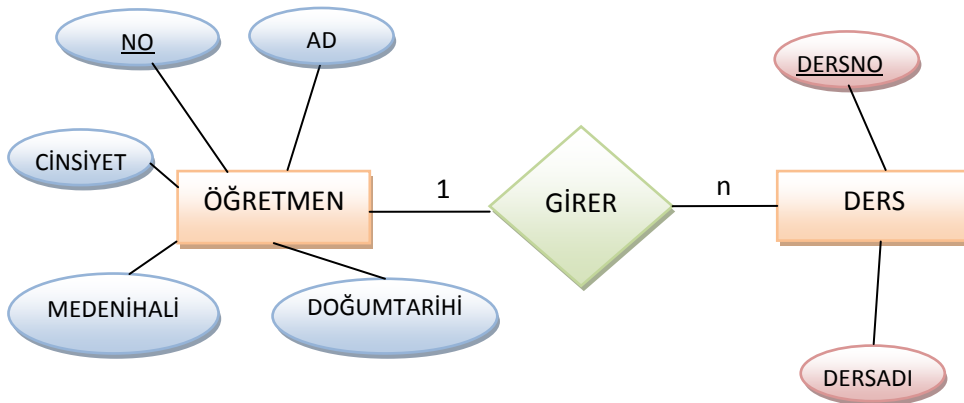 NO
AD
DERSNO
CİNSİYET
ÖĞRETMEN
1
GİRER
n
DERS
MEDENİHALİ
DOĞUMTARİHİ
DERSADI